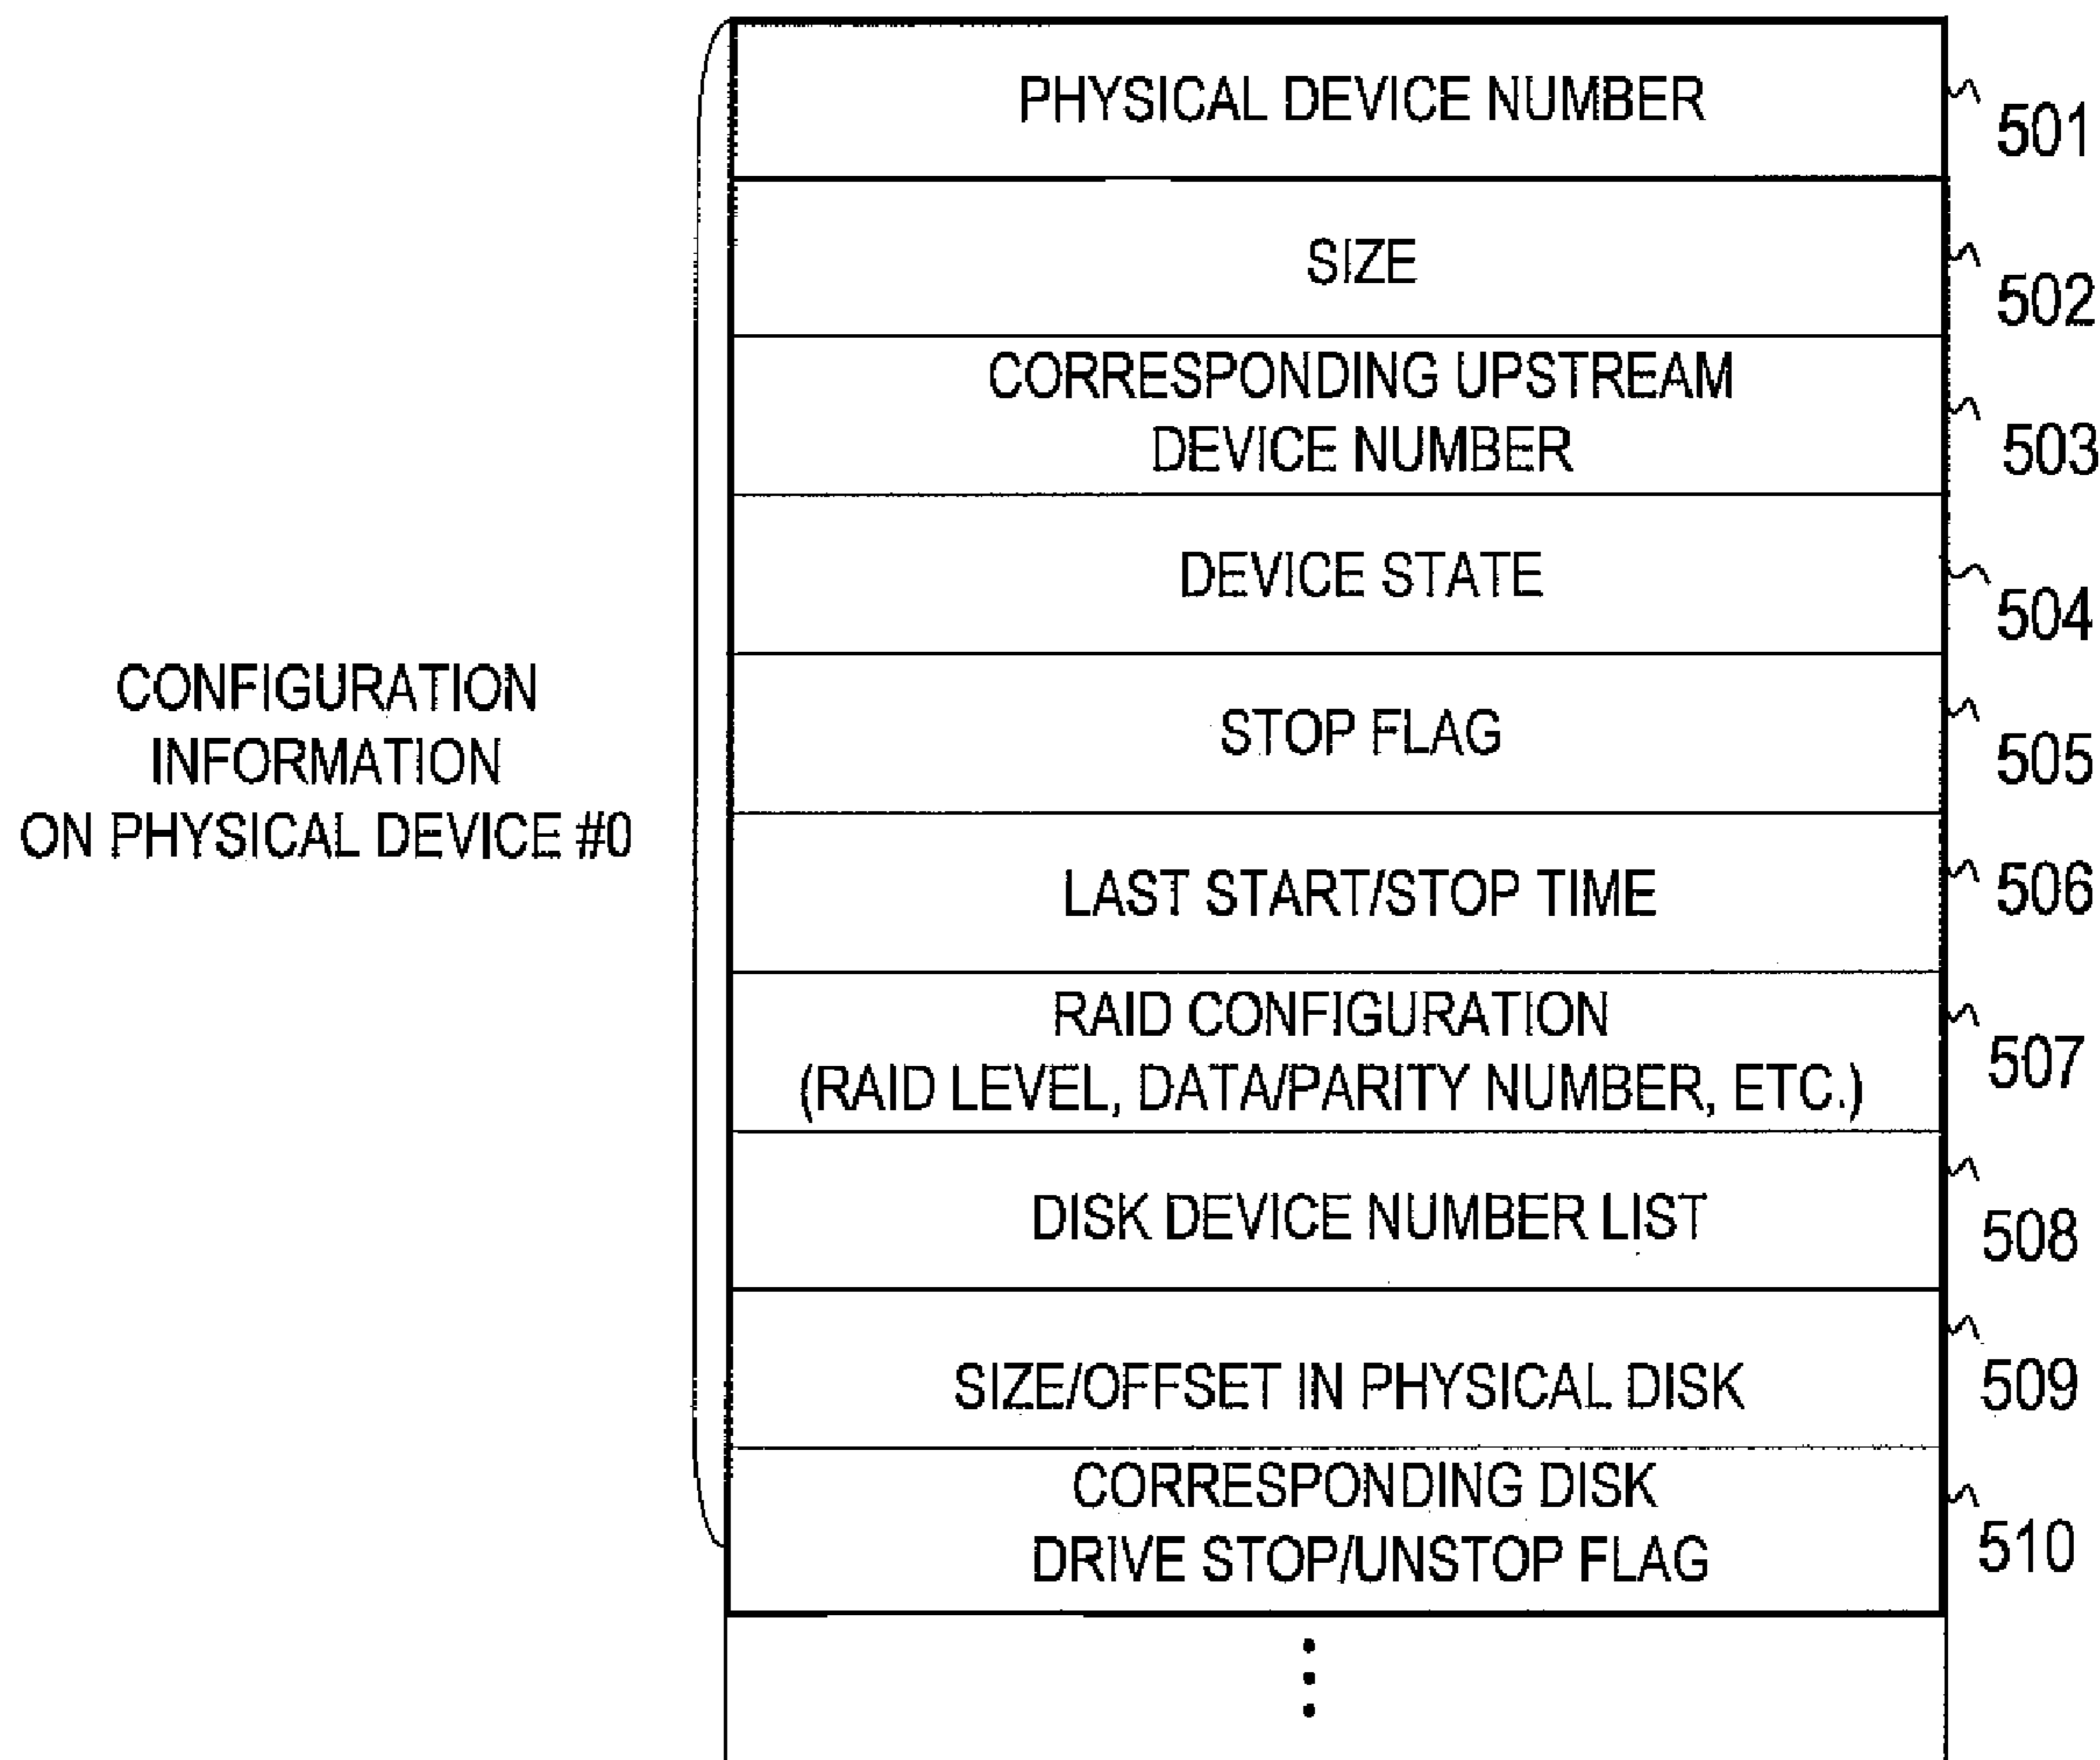 PHYSICAL DEVICE NUMBER
501
SIZE
502
CORRESPONDING UPSTREAM
DEVICE NUMBER
503
DEVICE STATE
504
STOP FLAG
505
CONFIGURATION
INFORMATION
ON PHYSICAL DEVICE #0
LAST START/STOP TIME
506
RAID CONFIGURATION
(RAID LEVEL, DATA/PARITY NUMBER, ETC.)
507
DISK DEVICE NUMBER LIST
508
SIZE/OFFSET IN PHYSICAL DISK
509
CORRESPONDING DISK
DRIVE STOP/UNSTOP FLAG
510